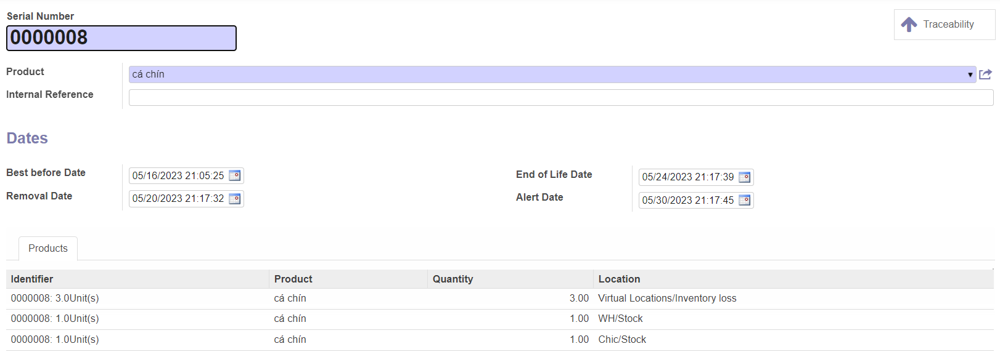 Serial Number
0000008
Traceability
Product
cá chín
Internal Reference
Dates
Best before Date
05/16/2023 21:05:25
End of Life Date
05/24/2023 21:17:39
Removal Date
05/20/2023 21:17:32
Alert Date
05/30/2023 21:17:45
Products
Identifier Product Quantity Location
0000008: 3.0Unit(s) cá chín 3.00 Virtual Locations/Inventory loss
0000008: 1.0Unit(s) cá chín 1.00 WH/Stock
0000008: 1.0Unit(s) cá chín 1.00 Chic/Stock